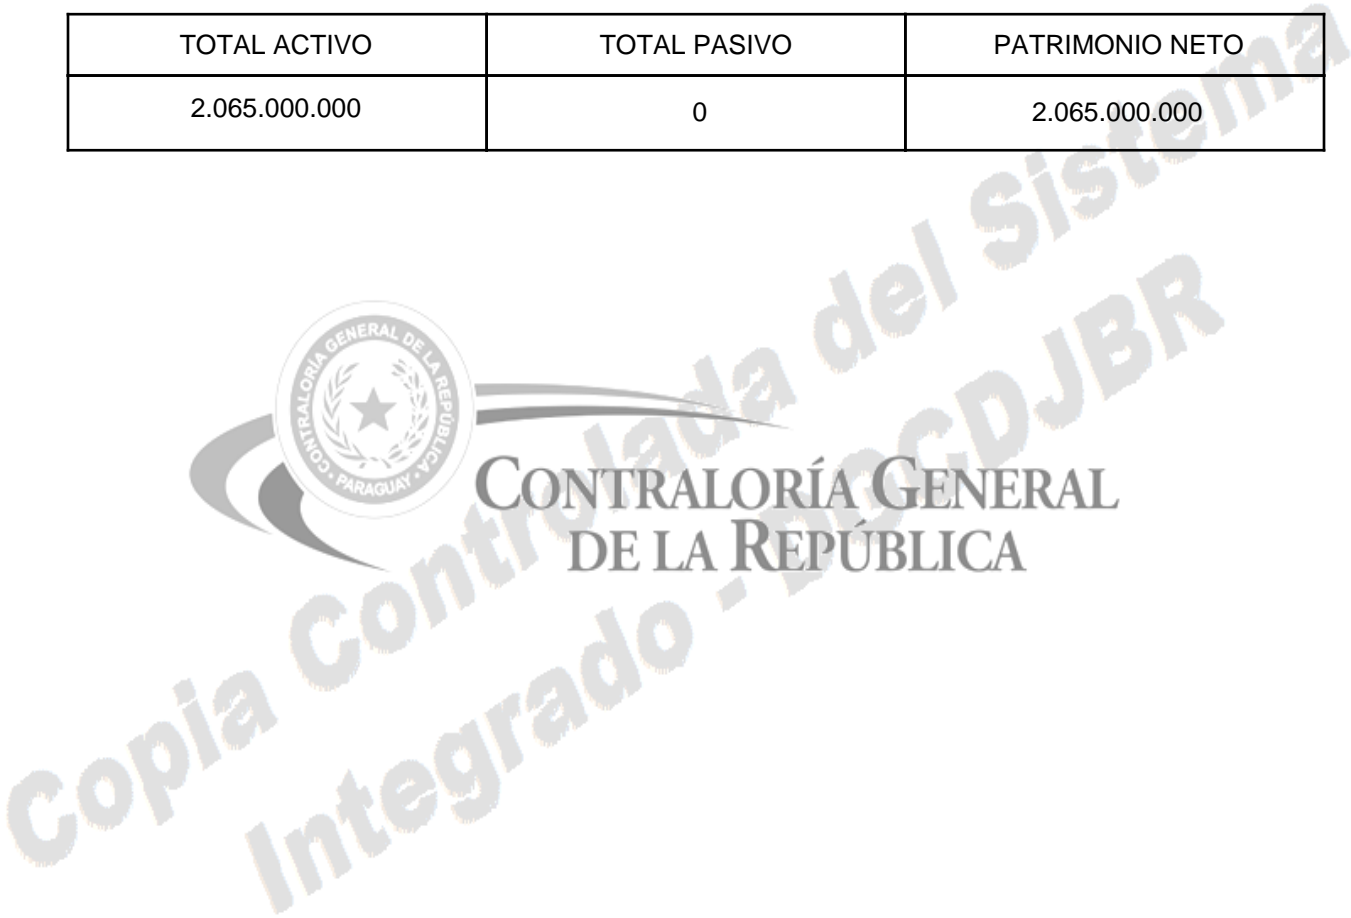 TOTAL ACTIVO TOTAL PASIVO PATRIMONIO NETO
2.065.000.000 0 2.065.000.000
CONTRALORÍA GENERAL DE LA REPÚBLICA
· PARAGUAY ·
CONTRALORÍA GENERAL
DE LA REPÚBLICA
Copia Controlada del Sistema
Integrado - DGCDJBR